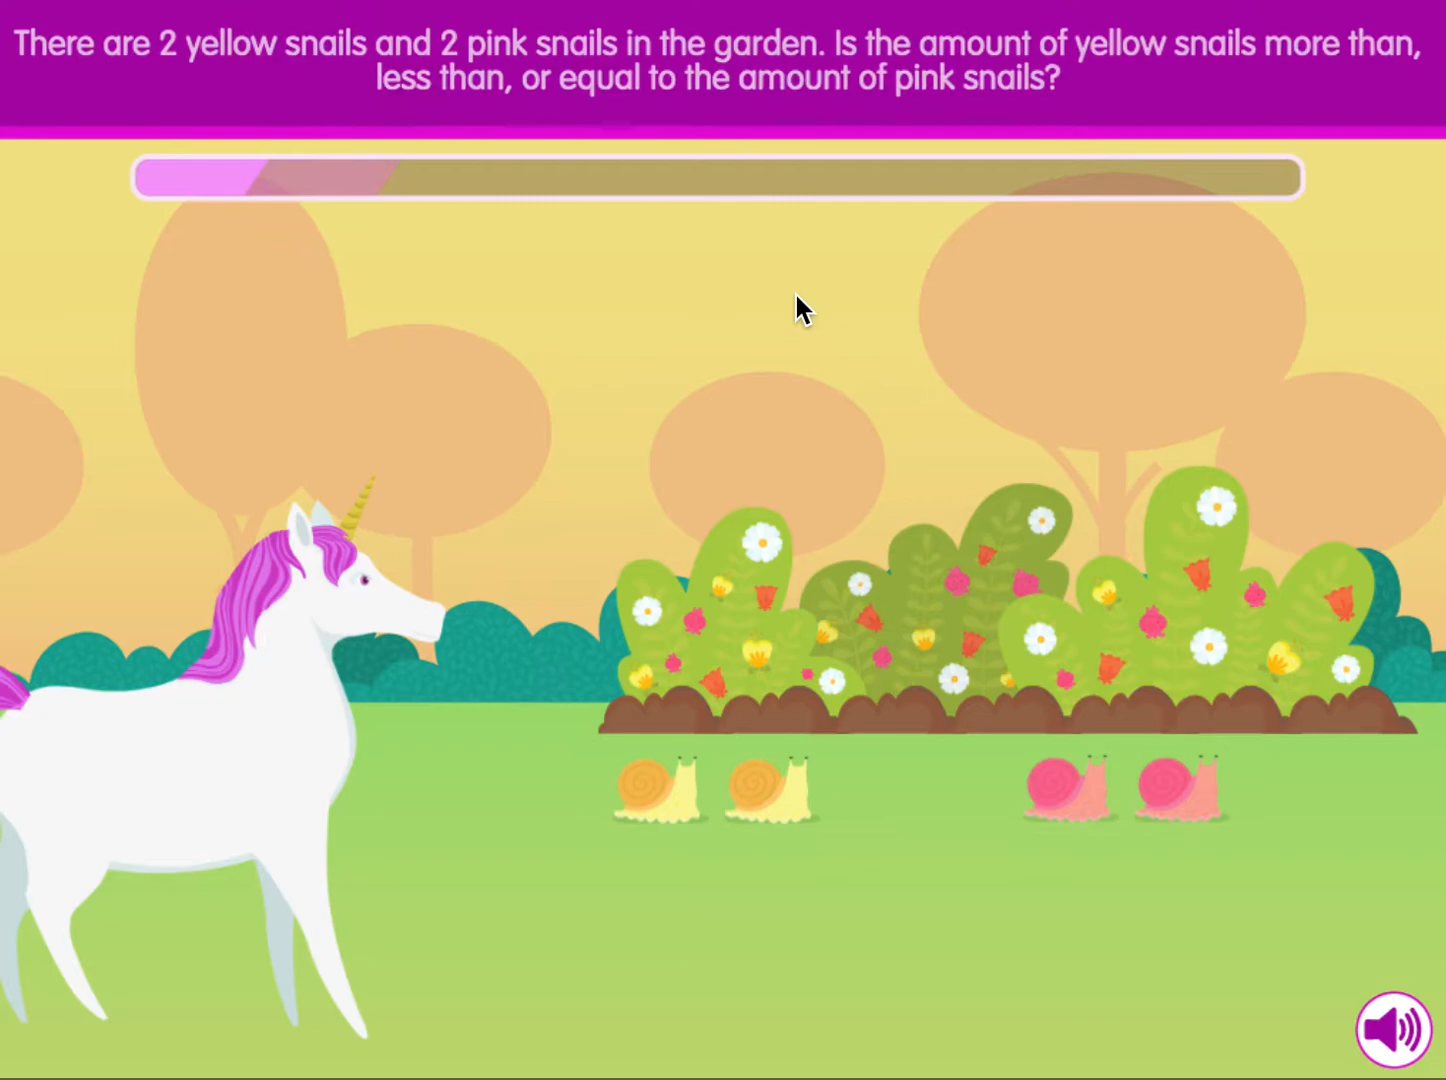 There are 2 yellow snails and 2 pink snails in the garden. Is the amount of yellow snails more than,
less than, or equal to the amount of pink snails?